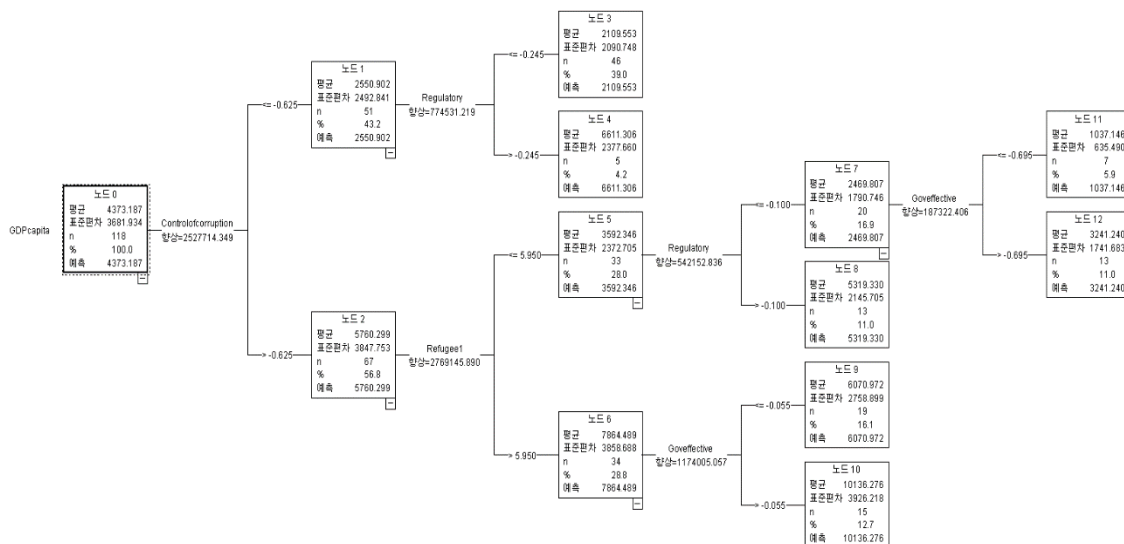 GDPcapita
노드 0
평균 4373.187
표준편차 3681.934
n 118
% 100.0
예측 4373.187
Controlofcorruption
향상=2527714.349
<= -0.625
노드 1
평균 2550.902
표준편차 2492.841
n 51
% 43.2
예측 2550.902
Regulatory
향상=774531.219
<= -0.245
노드 3
평균 2109.553
표준편차 2090.748
n 46
% 39.0
예측 2109.553
> -0.245
노드 4
평균 6611.306
표준편차 2377.660
n 5
% 4.2
예측 6611.306
> -0.625
노드 2
평균 5760.299
표준편차 3847.753
n 67
% 56.8
예측 5760.299
Refugee1
향상=2769145.890
<= 5.950
노드 5
평균 3592.346
표준편차 2372.705
n 33
% 28.0
예측 3592.346
Regulatory
향상=542152.836
<= -0.100
노드 7
평균 2469.807
표준편차 1790.746
n 20
% 16.9
예측 2469.807
Goveffective
향상=187322.406
<= -0.695
노드 11
평균 1037.146
표준편차 635.490
n 7
% 5.9
예측 1037.146
> -0.695
노드 12
평균 3241.240
표준편차 1741.683
n 13
% 11.0
예측 3241.240
> -0.100
노드 8
평균 5319.330
표준편차 2145.705
n 13
% 11.0
예측 5319.330
> 5.950
노드 6
평균 7864.489
표준편차 3858.688
n 34
% 28.8
예측 7864.489
Goveffective
향상=1174005.057
<= -0.055
노드 9
평균 6070.972
표준편차 2758.899
n 19
% 16.1
예측 6070.972
> -0.055
노드 10
평균 10136.276
표준편차 3926.218
n 15
% 12.7
예측 10136.276